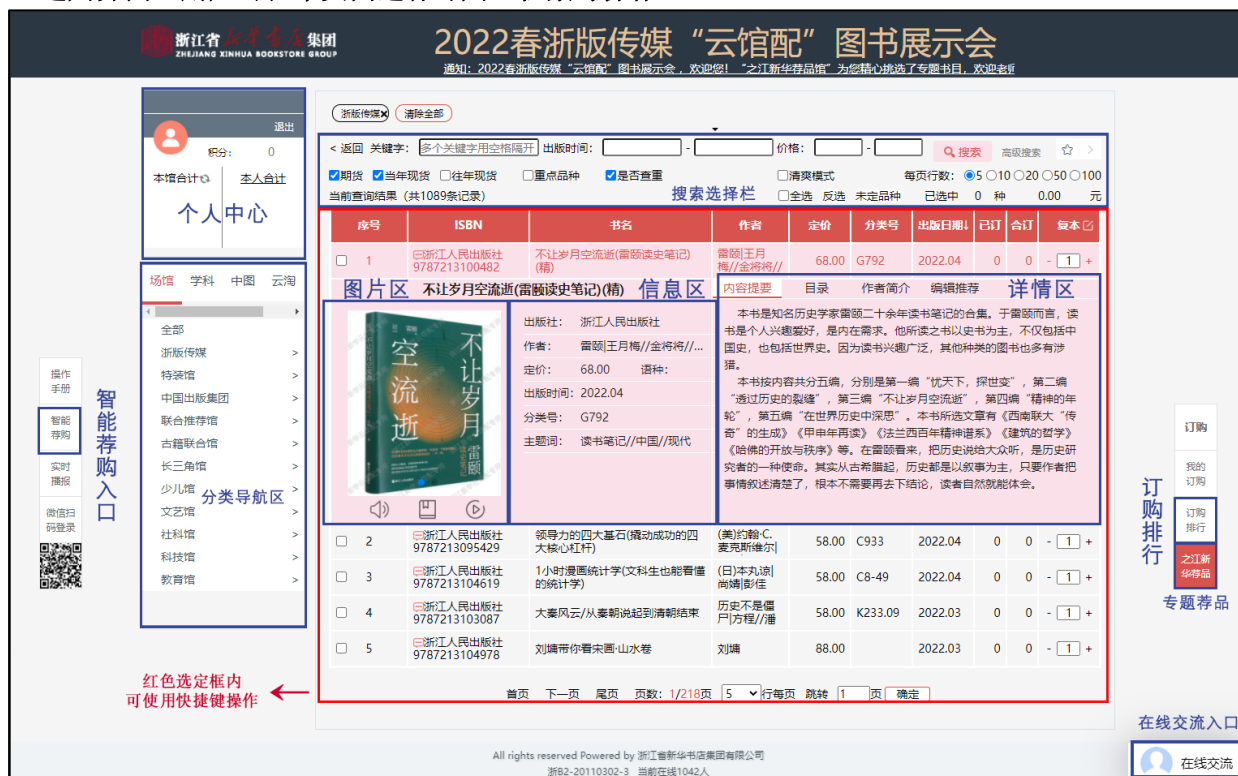 浙江省新华书店集团
ZHEJIANG XINHUA BOOKSTORE GROUP
2022春浙版传媒“云馆配”图书展示会
通知：2022春浙版传媒“云馆配”图书展示会，欢迎您！ “之江新华荐品馆”为您精心挑选了专题书目，欢迎老师
退出
积分： 0
本馆合计 本人合计
个人中心
场馆 学科 中图 云淘
全部
浙版传媒 >
特装馆 >
中国出版集团 >
联合推荐馆 >
古籍联合馆 >
长三角馆 >
少儿馆 >
分类导航区
文艺馆 >
社科馆 >
科技馆 >
教育馆 >
操作手册
智能荐购
实时播报
微信扫码登录
智能荐购入口
浙版传媒x 清除全部
< 返回 关键字： 多个关键字用空格隔开 出版时间： - 价格： - 搜索 高级搜索 >
期货 当年现货 往年现货 重点品种 是否查重 清爽模式 每页行数： 5 10 20 50 100
当前查询结果（共1089条记录） 搜索选择栏 全选 反选 未定品种 已选中 0 种 0.00 元
序号 ISBN 书名 作者 定价 分类号 出版日期↓ 已订 合订 复本
1 浙江人民出版社 9787213100482 不让岁月空流逝(雷颐读史笔记)(精) 雷颐|王月梅//金将将// 68.00 G792 2022.04 0 0 - 1 +
图片区 不让岁月空流逝(雷颐读史笔记)(精) 信息区
内容提要 目录 作者简介 编辑推荐 详情区
不让岁月
空流逝
雷颐
出版社： 浙江人民出版社
作者： 雷颐|王月梅//金将将//...
定价： 68.00 语种：
出版时间：2022.04
分类号： G792
主题词： 读书笔记//中国//现代
本书是知名历史学家雷颐二十余年读书笔记的合集。于雷颐而言，读
书是个人兴趣爱好，是内在需求。他所读之书以史书为主，不仅包括中
国史，也包括世界史。因为读书兴趣广泛，其他种类的图书也多有涉
猎。
本书按内容共分五编，分别是第一编“忧天下，探世变”，第二编
“透过历史的裂缝”，第三编“不让岁月空流逝”，第四编“精神的年
轮”，第五编“在世界历史中深思”。本书所选文章有《西南联大“传
奇”的生成》《甲申年再读》《法兰西百年精神谱系》《建筑的哲学》
《哈佛的开放与秩序》等。在雷颐看来，把历史说给大众听，是历史研
究者的一种使命。其实从古希腊起，历史都是以叙事为主，只要作者把
事情叙述清楚了，根本不需要再去下结论，读者自然就能体会。
2 浙江人民出版社 9787213095429 领导力的四大基石(撬动成功的四大核心杠杆) (美)约翰·C.麦克斯维尔| 58.00 C933 2022.04 0 0 - 1 +
3 浙江人民出版社 9787213104619 1小时漫画统计学(文科生也能看懂的统计学) (日)本丸谅|尚婧|彭佳 58.00 C8-49 2022.04 0 0 - 1 +
4 浙江人民出版社 9787213103087 大秦风云/从秦朝说起到清朝结束 历史不是僵尸|方程//潘 58.00 K233.09 2022.03 0 0 - 1 +
5 浙江人民出版社 9787213104978 刘墉带你看宋画·山水卷 刘墉 88.00 2022.03 0 0 - 1 +
首页 下一页 尾页 页数：1/218页 5 行每页 跳转 1 页 确定
红色选定框内
可使用快捷键操作
订购
我的订购
订购排行
之江新华荐品
订购排行
专题荐品
在线交流入口
在线交流
All rights reserved Powered by 浙江省新华书店集团有限公司
浙B2-20110302-3 当前在线1042人